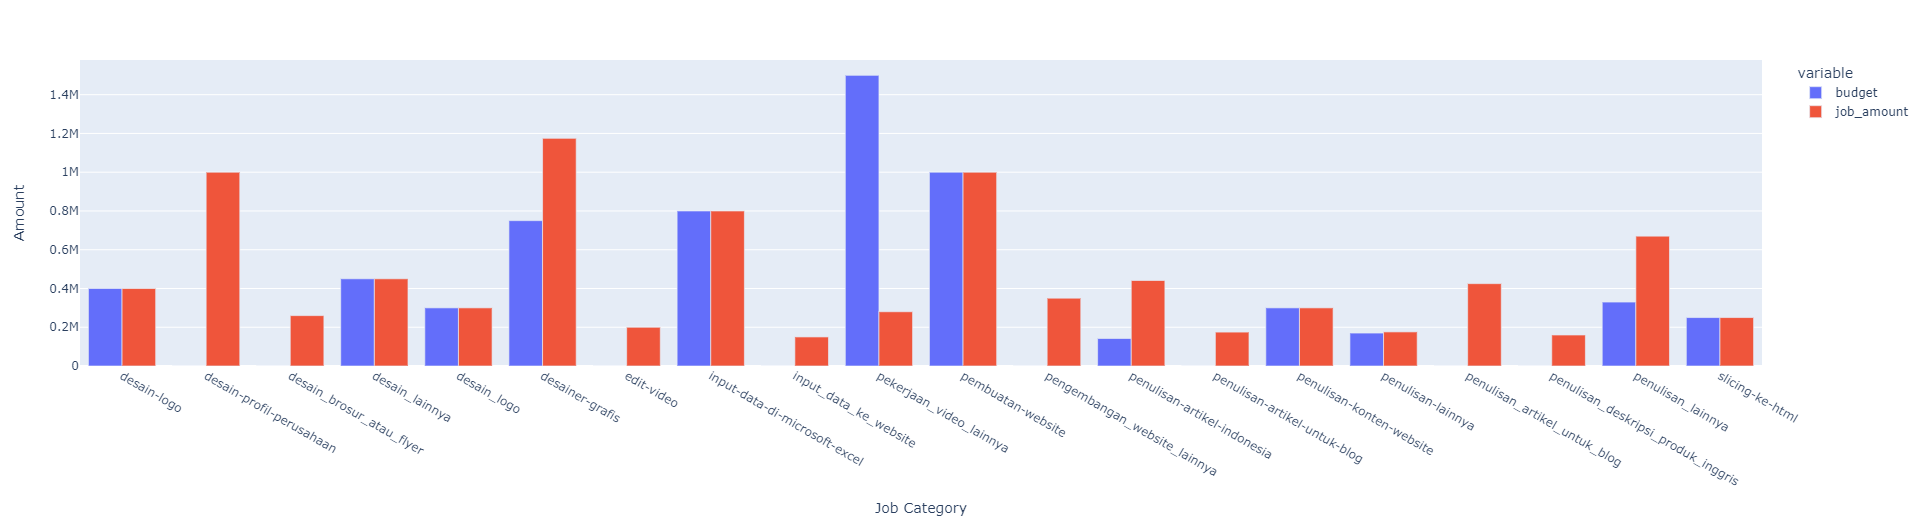 variable
budget
job_amount
Amount
1.4M
1.2M
1M
0.8M
0.6M
0.4M
0.2M
0
desain-logo
desain-profil-perusahaan
desain_brosur_atau_flyer
desain_lainnya
desain_logo
desainer-grafis
edit-video
input-data-di-microsoft-excel
input_data_ke_website
pekerjaan_video_lainnya
pembuatan-website
pengembangan_website_lainnya
penulisan-artikel-indonesia
penulisan-artikel-untuk-blog
penulisan-konten-website
penulisan-lainnya
penulisan_artikel_untuk_blog
penulisan_deskripsi_produk_inggris
penulisan_lainnya
slicing-ke-html
Job Category